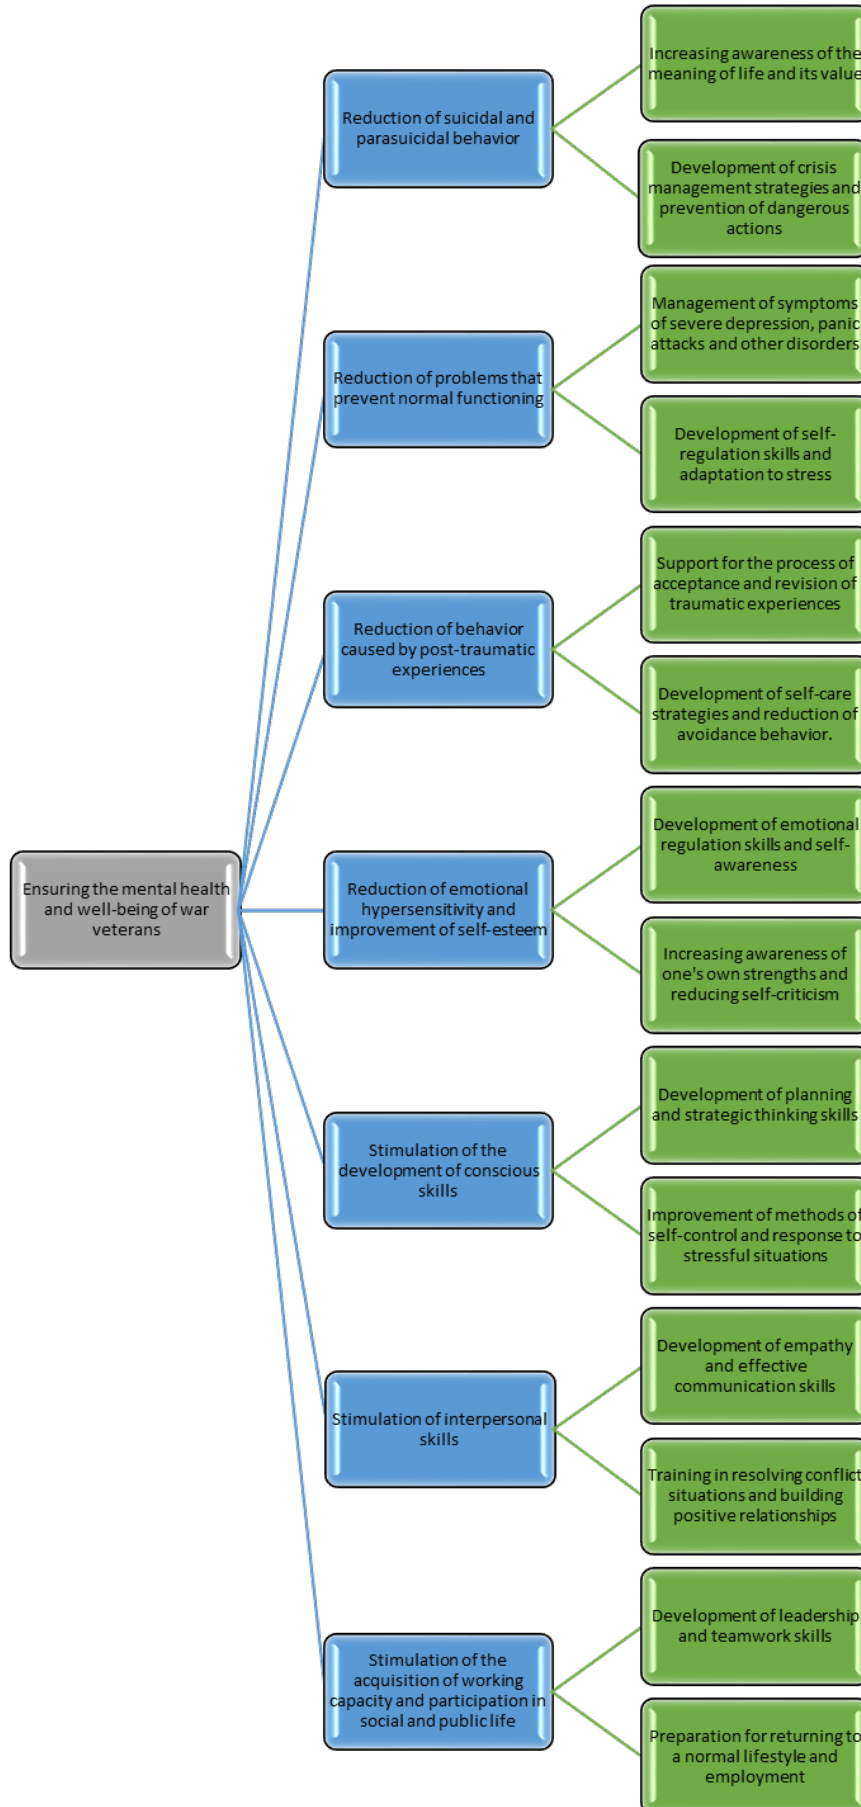 Increasing awareness of the
meaning of life and its value
Reduction of suicidal and
parasuicidal behavior
Development of crisis
management strategies and
prevention of dangerous
actions
Management of symptoms
of severe depression, panic
attacks and other disorders
Reduction of problems that
prevent normal functioning
Development of self-
regulation skills and
adaptation to stress
Support for the process of
acceptance and revision of
traumatic experiences
Reduction of behavior
caused by post-traumatic
experiences
Development of self-care
strategies and reduction of
avoidance behavior.
Development of emotional
regulation skills and self-
awareness
Ensuring the mental health
and well-being of war
veterans
Reduction of emotional
hypersensitivity and
improvement of self-esteem
Increasing awareness of
one's own strengths and
reducing self-criticism
Development of planning
and strategic thinking skills
Stimulation of the
development of conscious
skills
Improvement of methods of
self-control and response to
stressful situations
Development of empathy
and effective
communication skills
Stimulation of interpersonal
skills
Training in resolving conflict
situations and building
positive relationships
Development of leadership
and teamwork skills
Stimulation of the
acquisition of working
capacity and participation in
social and public life
Preparation for returning to
a normal lifestyle and
employment